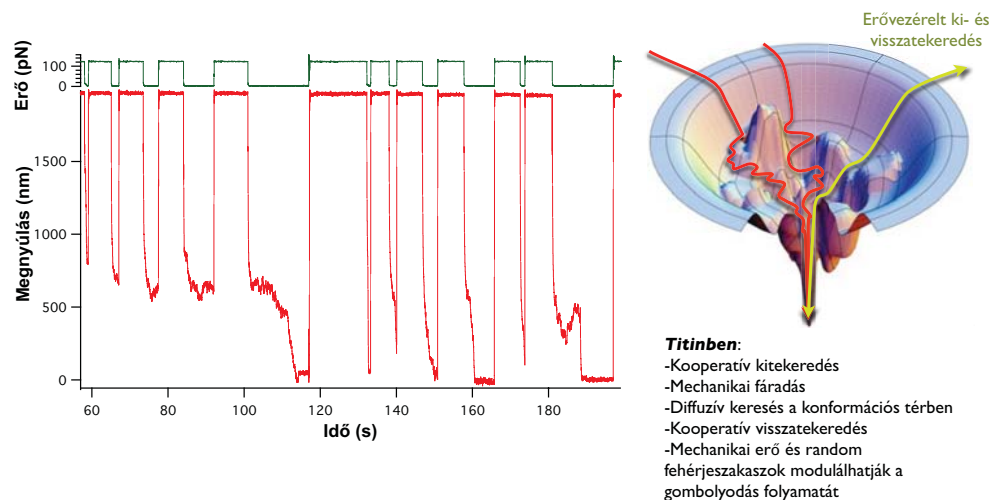 Erő (pN)
100
0
Megnyúlás (nm)
1500
1000
500
0
60
80
100
120
140
160
180
Idő (s)
Erővezérelt ki- és
visszatekeredés
Titinben:
-Kooperatív kitekeredés
-Mechanikai fáradás
-Diffuzív keresés a konformációs térben
-Kooperatív visszatekeredés
-Mechanikai erő és random
fehérjeszakaszok modulálhatják a
gombolyodás folyamatát